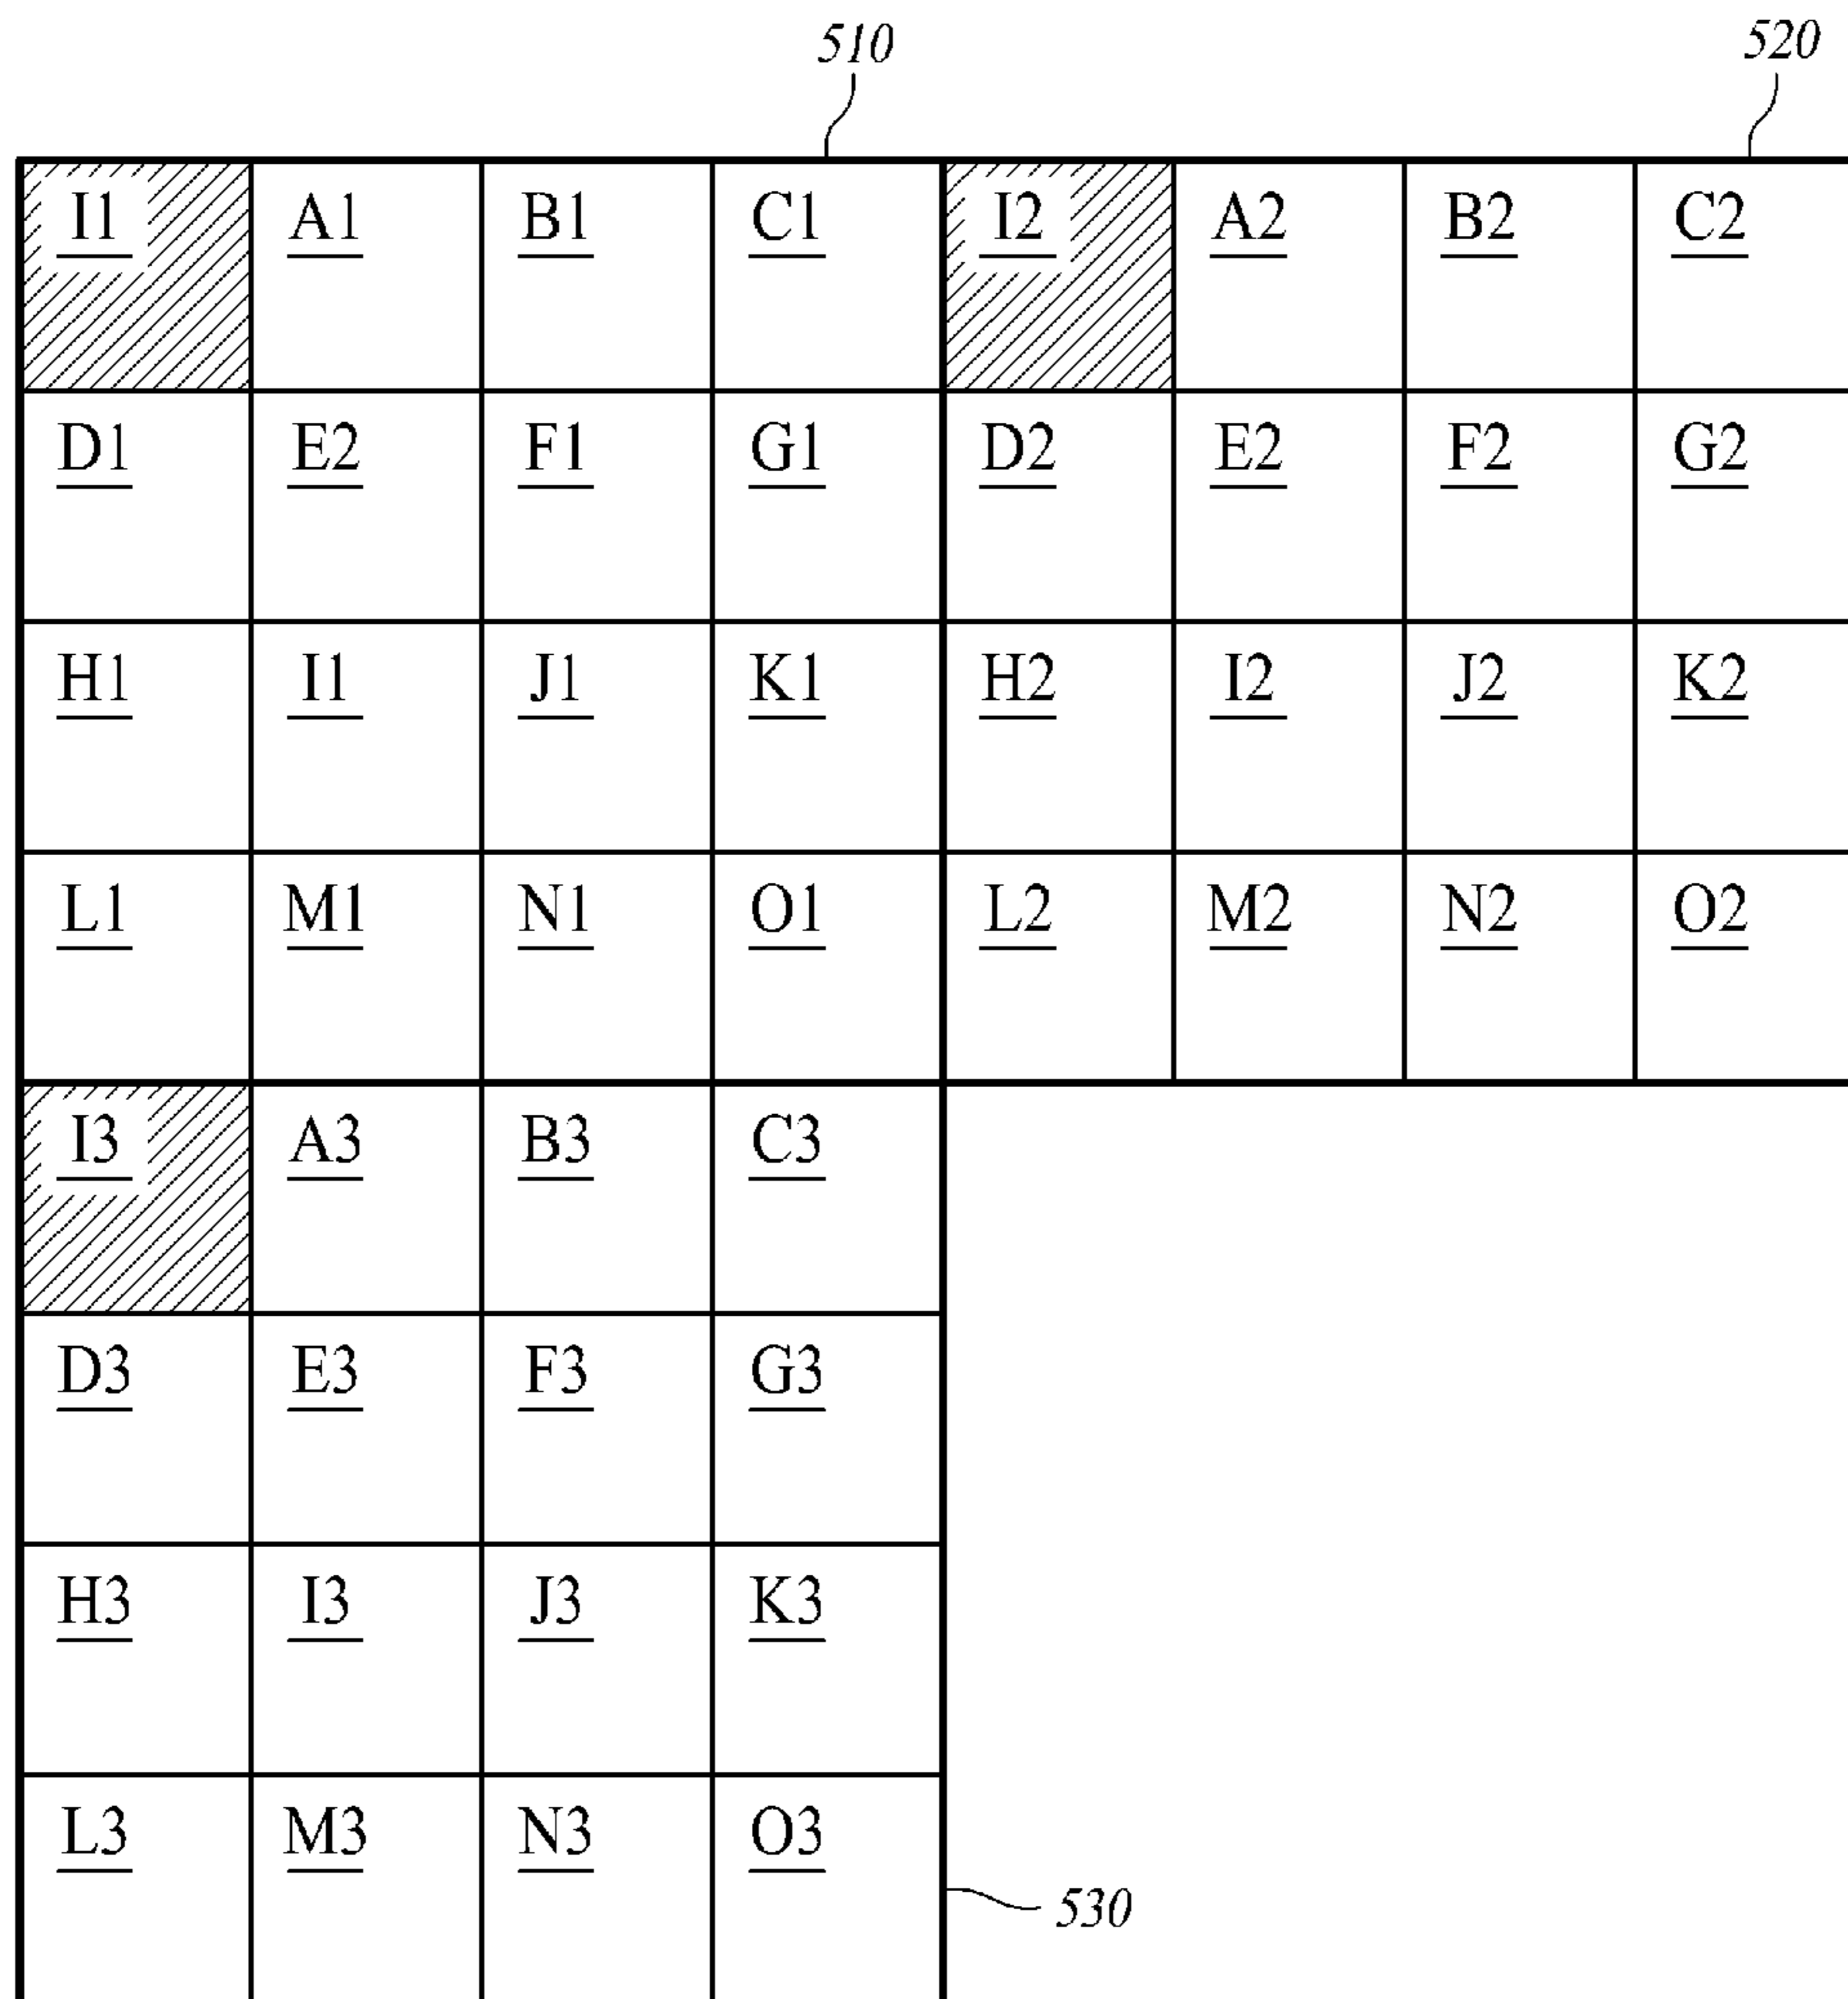 510 520
I1 A1 B1 C1 I2 A2 B2 C2
D1 E2 F1 G1 D2 E2 F2 G2
H1 I1 J1 K1 H2 I2 J2 K2
L1 M1 N1 O1 L2 M2 N2 O2
I3 A3 B3 C3
D3 E3 F3 G3
H3 I3 J3 K3
L3 M3 N3 O3
530